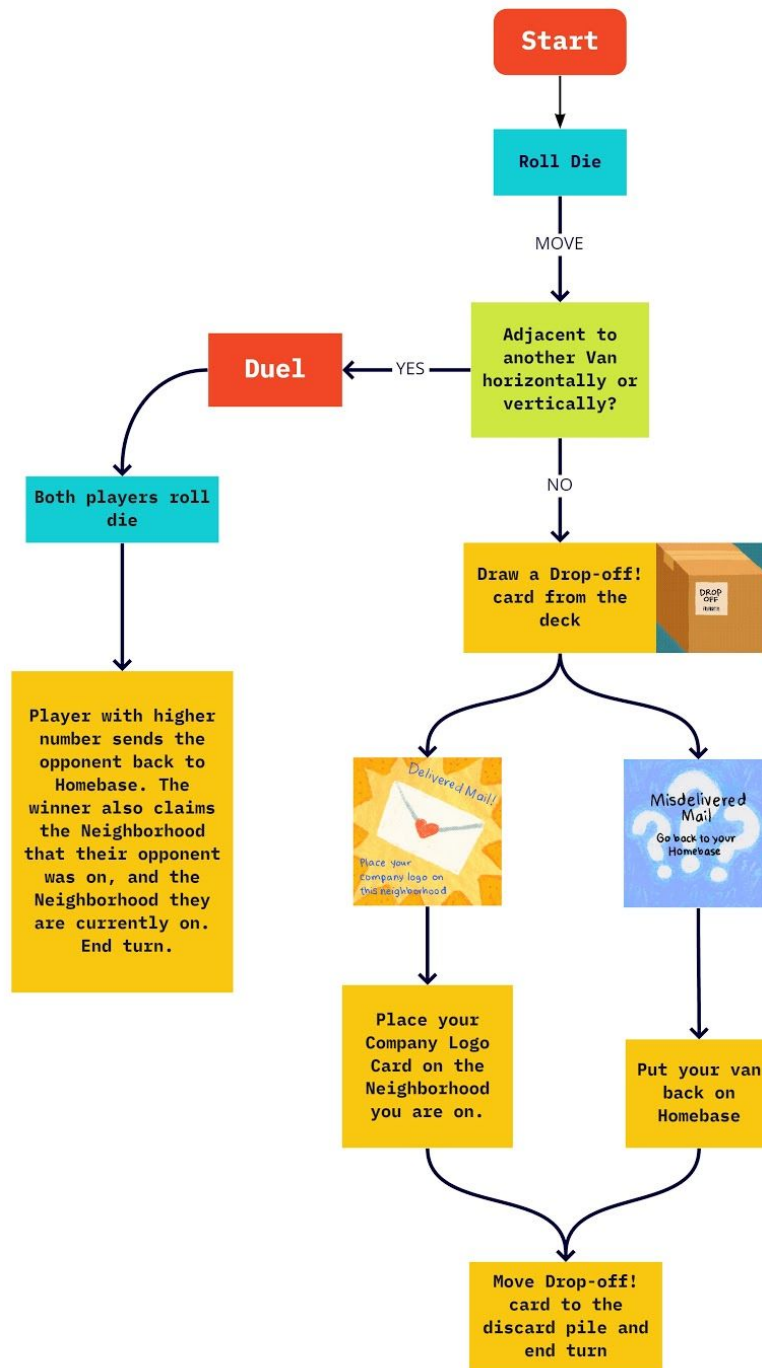 Start
Roll Die
MOVE
Adjacent to
another Van
horizontally or
vertically?
YES
Duel
Both players roll
die
Player with higher
number sends the
opponent back to
Homebase. The
winner also claims
the Neighborhood
that their opponent
was on, and the
Neighborhood they
are currently on.
End turn.
NO
Draw a Drop-off!
card from the
deck
DROP
OFF
Delivered Mail!
Place your
company logo on
this neighborhood
Misdelivered
Mail
Go back to your
Homebase
Place your
Company Logo
Card on the
Neighborhood
you are on.
Put your van
back on
Homebase
Move Drop-off!
card to the
discard pile and
end turn